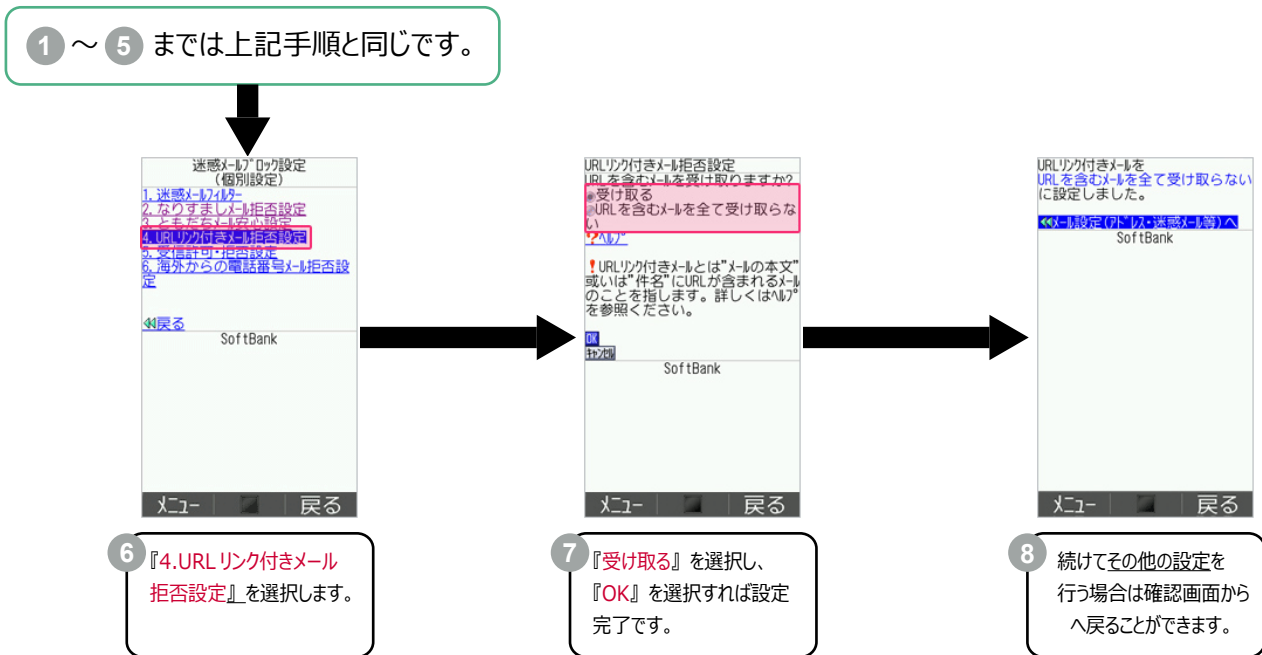 1 ～ 5 までは上記手順と同じです。
迷惑ﾒｰﾙﾌﾞﾛｯｸ設定
(個別設定)
1. 迷惑ﾒｰﾙﾌｨﾙﾀｰ
2. なりすましﾒｰﾙ拒否設定
3. ともだちﾒｰﾙ安心設定
4. URLﾘﾝｸ付きﾒｰﾙ拒否設定
5. 受信許可・拒否設定
6. 海外からの電話番号ﾒｰﾙ拒否設
定
戻る
SoftBank
ﾒﾆｭｰ 戻る
6 『4.URL リンク付きメール
拒否設定』を選択します。
URLﾘﾝｸ付きﾒｰﾙ拒否設定
URLを含むﾒｰﾙを受け取りますか?
受け取る
URLを含むﾒｰﾙを全て受け取らな
い
?ﾍﾙﾌﾟ
!URLﾘﾝｸ付きﾒｰﾙとは"ﾒｰﾙの本文"
或いは"件名"にURLが含まれるﾒｰﾙ
のことを指します。詳しくはﾍﾙﾌﾟ
を参照ください。
OK
ｷｬﾝｾﾙ
SoftBank
ﾒﾆｭｰ 戻る
7 『受け取る』を選択し、
『OK』を選択すれば設定
完了です。
URLﾘﾝｸ付きﾒｰﾙを
URLを含むﾒｰﾙを全て受け取らない
に設定しました。
ﾒｰﾙ設定(ｱﾄﾞﾚｽ・迷惑ﾒｰﾙ等)へ
SoftBank
ﾒﾆｭｰ 戻る
8 続けてその他の設定を
行う場合は確認画面から
へ戻ることができます。